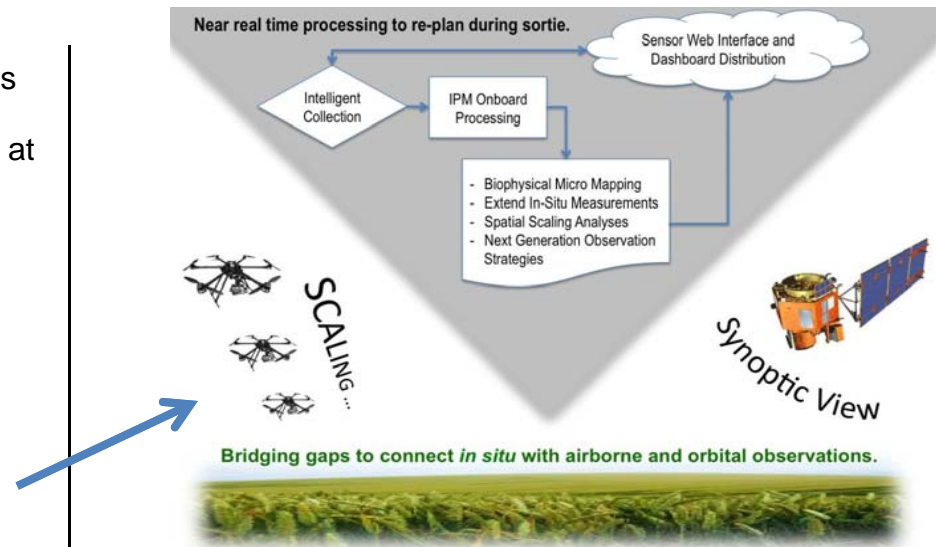 s
at
Near real time processing to re-plan during sortie.
Sensor Web Interface and
Dashboard Distribution
Intelligent
Collection
IPM Onboard
Processing
- Biophysical Micro Mapping
- Extend In-Situ Measurements
- Spatial Scaling Analyses
- Next Generation Observation
Strategies
SCALING ...
Synoptic View
Bridging gaps to connect in situ with airborne and orbital observations.